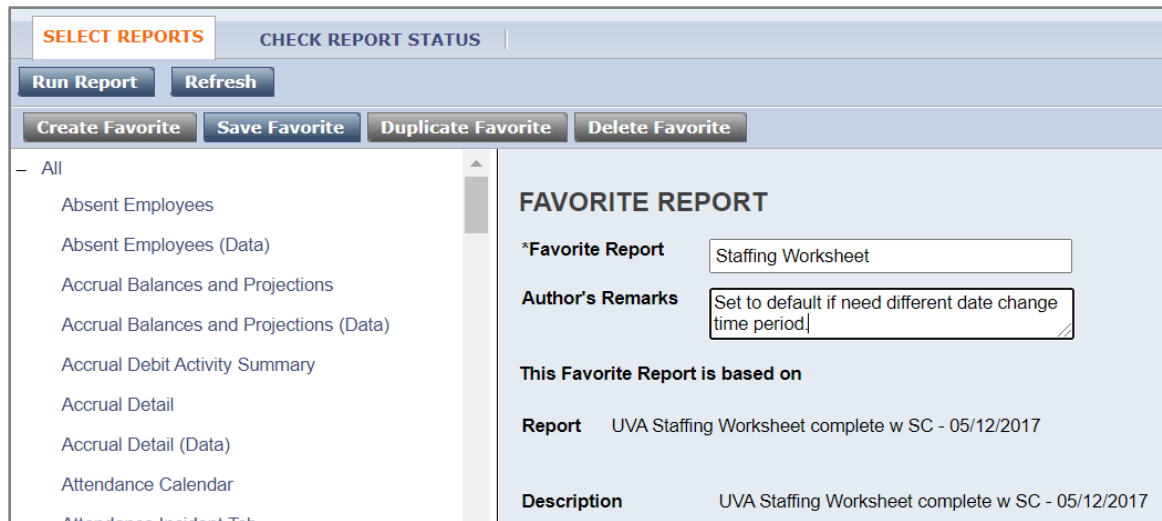 SELECT REPORTS CHECK REPORT STATUS
Run Report Refresh
Create Favorite Save Favorite Duplicate Favorite Delete Favorite
− All
Absent Employees
Absent Employees (Data)
Accrual Balances and Projections
Accrual Balances and Projections (Data)
Accrual Debit Activity Summary
Accrual Detail
Accrual Detail (Data)
Attendance Calendar
Attendance Incident Tab
FAVORITE REPORT
*Favorite Report Staffing Worksheet
Author's Remarks Set to default if need different date change
time period.
This Favorite Report is based on
Report UVA Staffing Worksheet complete w SC - 05/12/2017
Description UVA Staffing Worksheet complete w SC - 05/12/2017